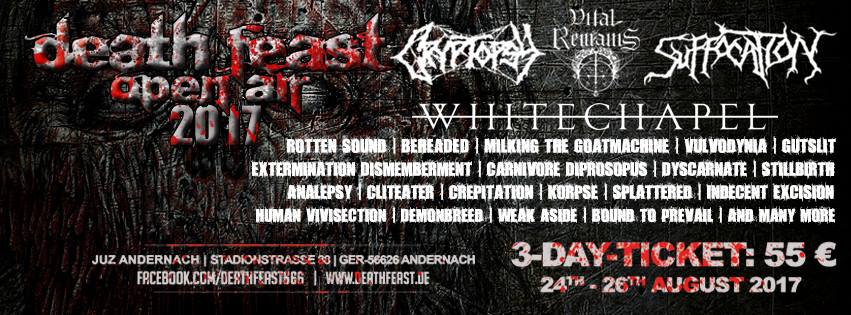 death feast
open air
2017
CRYPTOPSY
Vital Remains
SUFFOCATION
WHITECHAPEL
ROTTEN SOUND | BEHEADED | MILKING THE GOATMACHINE | VULVODYNIA | GUTSLIT
EXTERMINATION DISMEMBERMENT | CARNIVORE DIPROSOPUS | DYSCARNATE | STILLBIRTH
ANALEPSY | CLITEATER | CREPITATION | KORPSE | SPLATTERED | INDECENT EXCISION
HUMAN VIVISECTION | DEMONBREED | WEAK ASIDE | BOUND TO PREVAIL | AND MANY MORE
JUZ ANDERNACH | STADIONSTRASSE 88 | GER-56626 ANDERNACH
FACEBOOK.COM/DEATHFEAST666 | WWW.DEATHFEAST.DE
3-DAY-TICKET: 55 €
24TH - 26TH AUGUST 2017